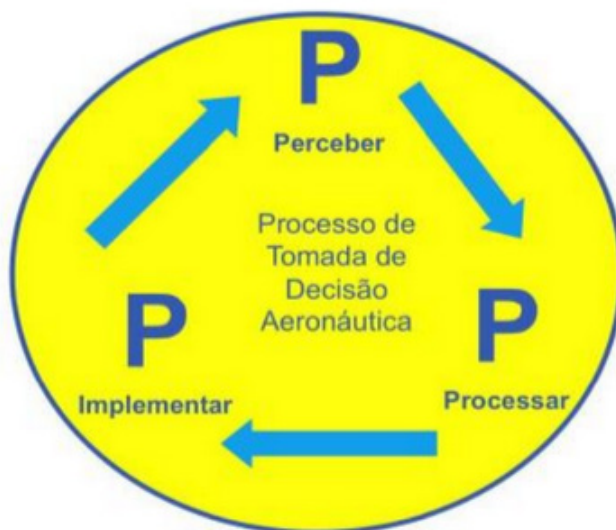 P
Perceber
Processo de
Tomada de
Decisão
Aeronáutica
P
Processar
P
Implementar